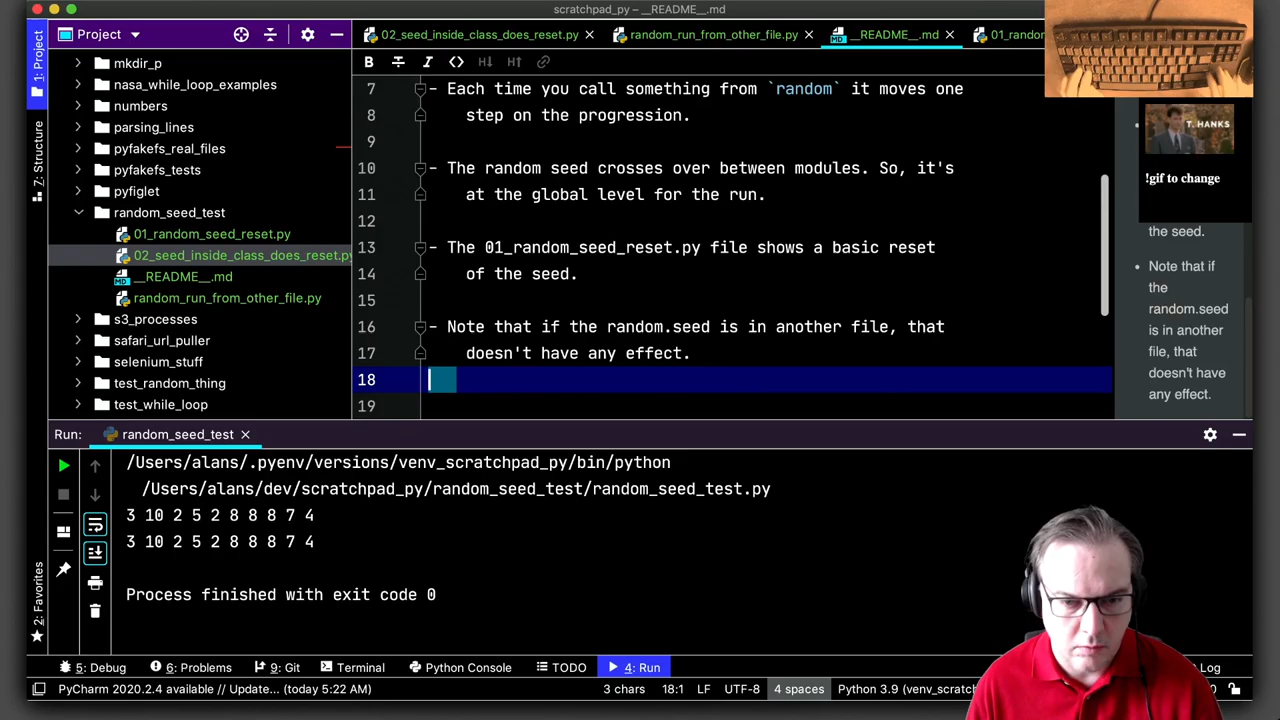 scratchpad_py – __README__.md
Project
02_seed_inside_class_does_reset.py
random_run_from_other_file.py
__README__.md
01_random
1: Project
7: Structure
2: Favorites
mkdir_p
nasa_while_loop_examples
numbers
parsing_lines
pyfakefs_real_files
pyfakefs_tests
pyfiglet
random_seed_test
01_random_seed_reset.py
02_seed_inside_class_does_reset.py
__README__.md
random_run_from_other_file.py
s3_processes
safari_url_puller
selenium_stuff
test_random_thing
test_while_loop
7 - Each time you call something from `random` it moves one
8 step on the progression.
9
10 - The random seed crosses over between modules. So, it's
11 at the global level for the run.
12
13 - The 01_random_seed_reset.py file shows a basic reset
14 of the seed.
15
16 - Note that if the random.seed is in another file, that
17 doesn't have any effect.
18
19
T. HANKS
!gif to change
the seed.
• Note that if
the
random.seed
is in another
file, that
doesn't have
any effect.
Run: random_seed_test
/Users/alans/.pyenv/versions/venv_scratchpad_py/bin/python
/Users/alans/dev/scratchpad_py/random_seed_test/random_seed_test.py
3 10 2 5 2 8 8 8 7 4
3 10 2 5 2 8 8 8 7 4
Process finished with exit code 0
5: Debug 6: Problems 9: Git Terminal Python Console TODO 4: Run Log
PyCharm 2020.2.4 available // Update... (today 5:22 AM) 3 chars 18:1 LF UTF-8 4 spaces Python 3.9 (venv_scratch